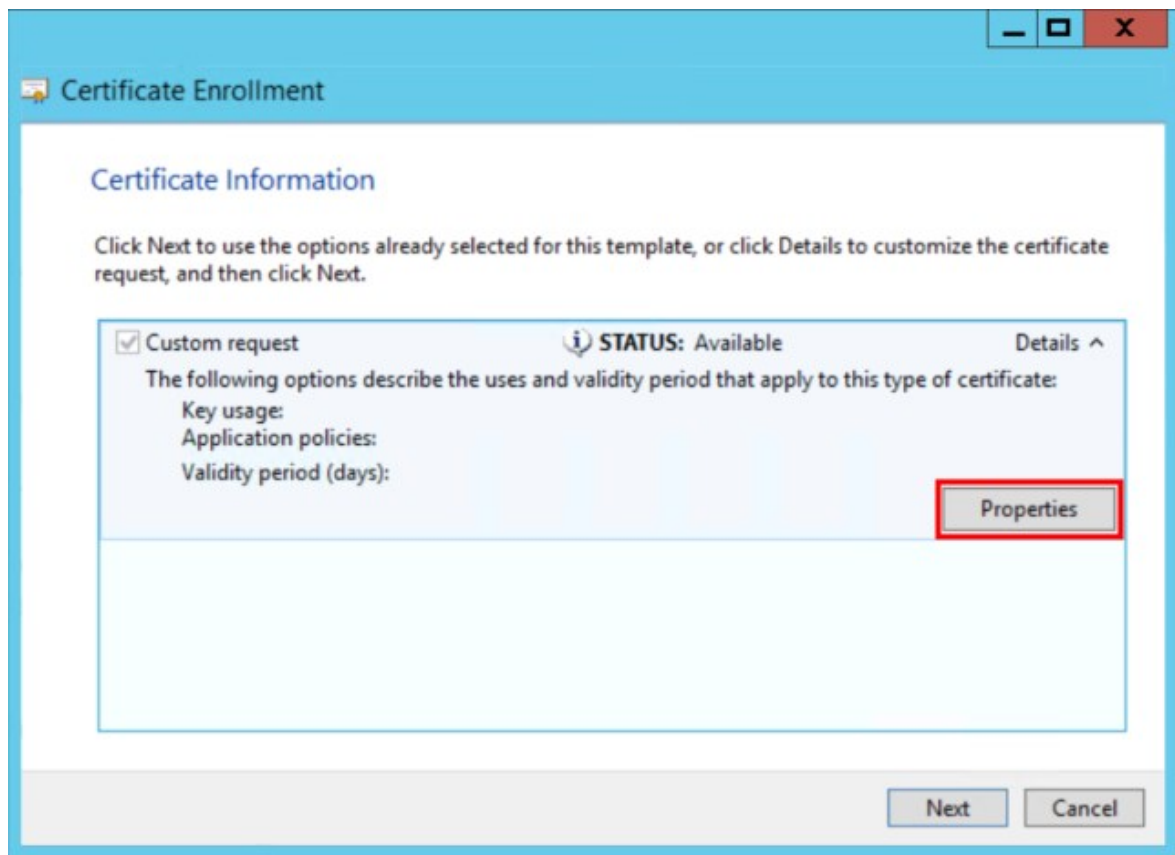 Certificate Enrollment
Certificate Information
Click Next to use the options already selected for this template, or click Details to customize the certificate
request, and then click Next.
Custom request STATUS: Available Details
The following options describe the uses and validity period that apply to this type of certificate:
Key usage:
Application policies:
Validity period (days):
Properties
Next Cancel